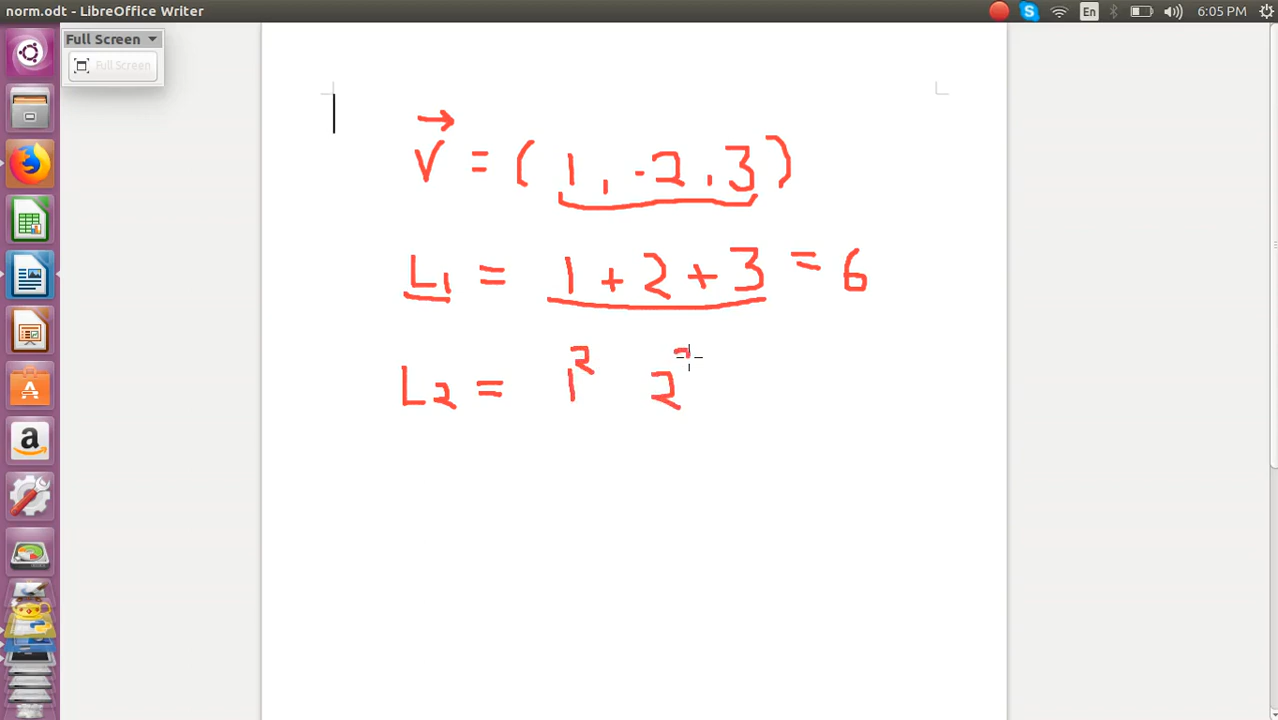 norm.odt - LibreOffice Writer
En
6:05 PM
Full Screen
Full Screen
V = ( 1 , -2 , 3 )
L1 = 1 + 2 + 3 = 6
L2 = 1² 2²